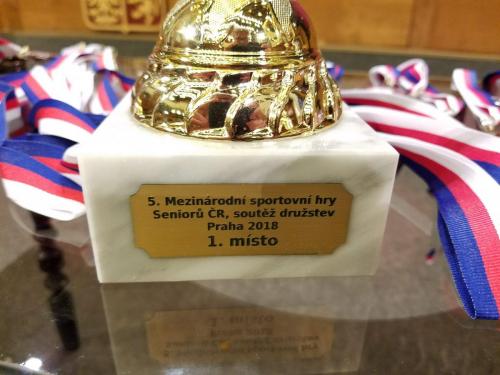 5. Mezinárodní sportovní hry
Seniorů ČR, soutěž družstev
Praha 2018
1. místo